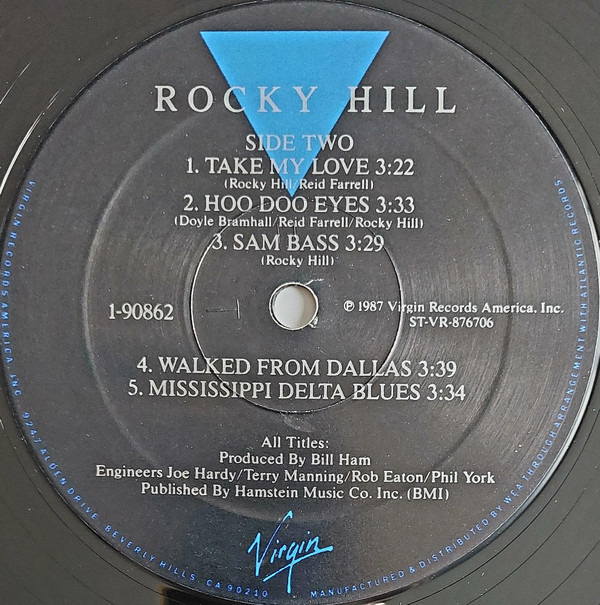 ROCKY HILL
SIDE TWO
1. TAKE MY LOVE 3:22
(Rocky Hill/Reid Farrell)
2. HOO DOO EYES 3:33
(Doyle Bramhall/Reid Farrell/Rocky Hill)
3. SAM BASS 3:29
(Rocky Hill)
1-90862
℗ 1987 Virgin Records America, Inc.
ST-VR-876706
4. WALKED FROM DALLAS 3:39
5. MISSISSIPPI DELTA BLUES 3:34
All Titles:
Produced By Bill Ham
Engineers Joe Hardy/Terry Manning/Rob Eaton/Phil York
Published By Hamstein Music Co. Inc. (BMI)
Virgin
VIRGIN RECORDS AMERICA, INC. 9247 ALDEN DRIVE, BEVERLY HILLS, CA 90210
MANUFACTURED & DISTRIBUTED BY WEA THROUGH ARRANGEMENT WITH ATLANTIC RECORDS